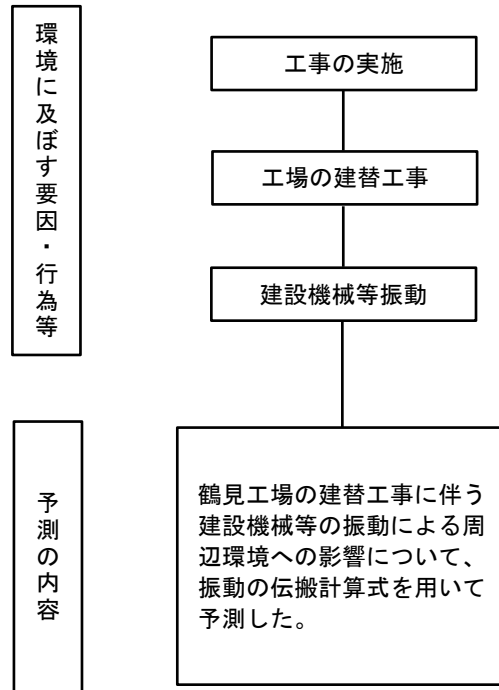 環境に及ぼす要因・行為等
工事の実施
工場の建替工事
建設機械等振動
予測の内容
鶴見工場の建替工事に伴う
建設機械等の振動による周
辺環境への影響について、
振動の伝搬計算式を用いて
予測した。